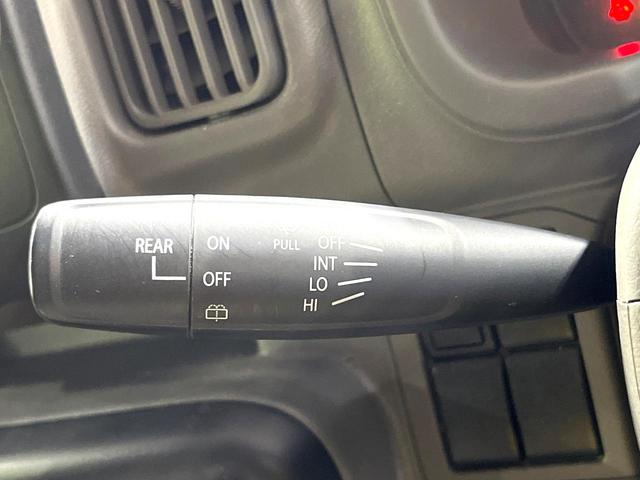 REAR
ON
OFF
PULL
OFF
INT
LO
HI